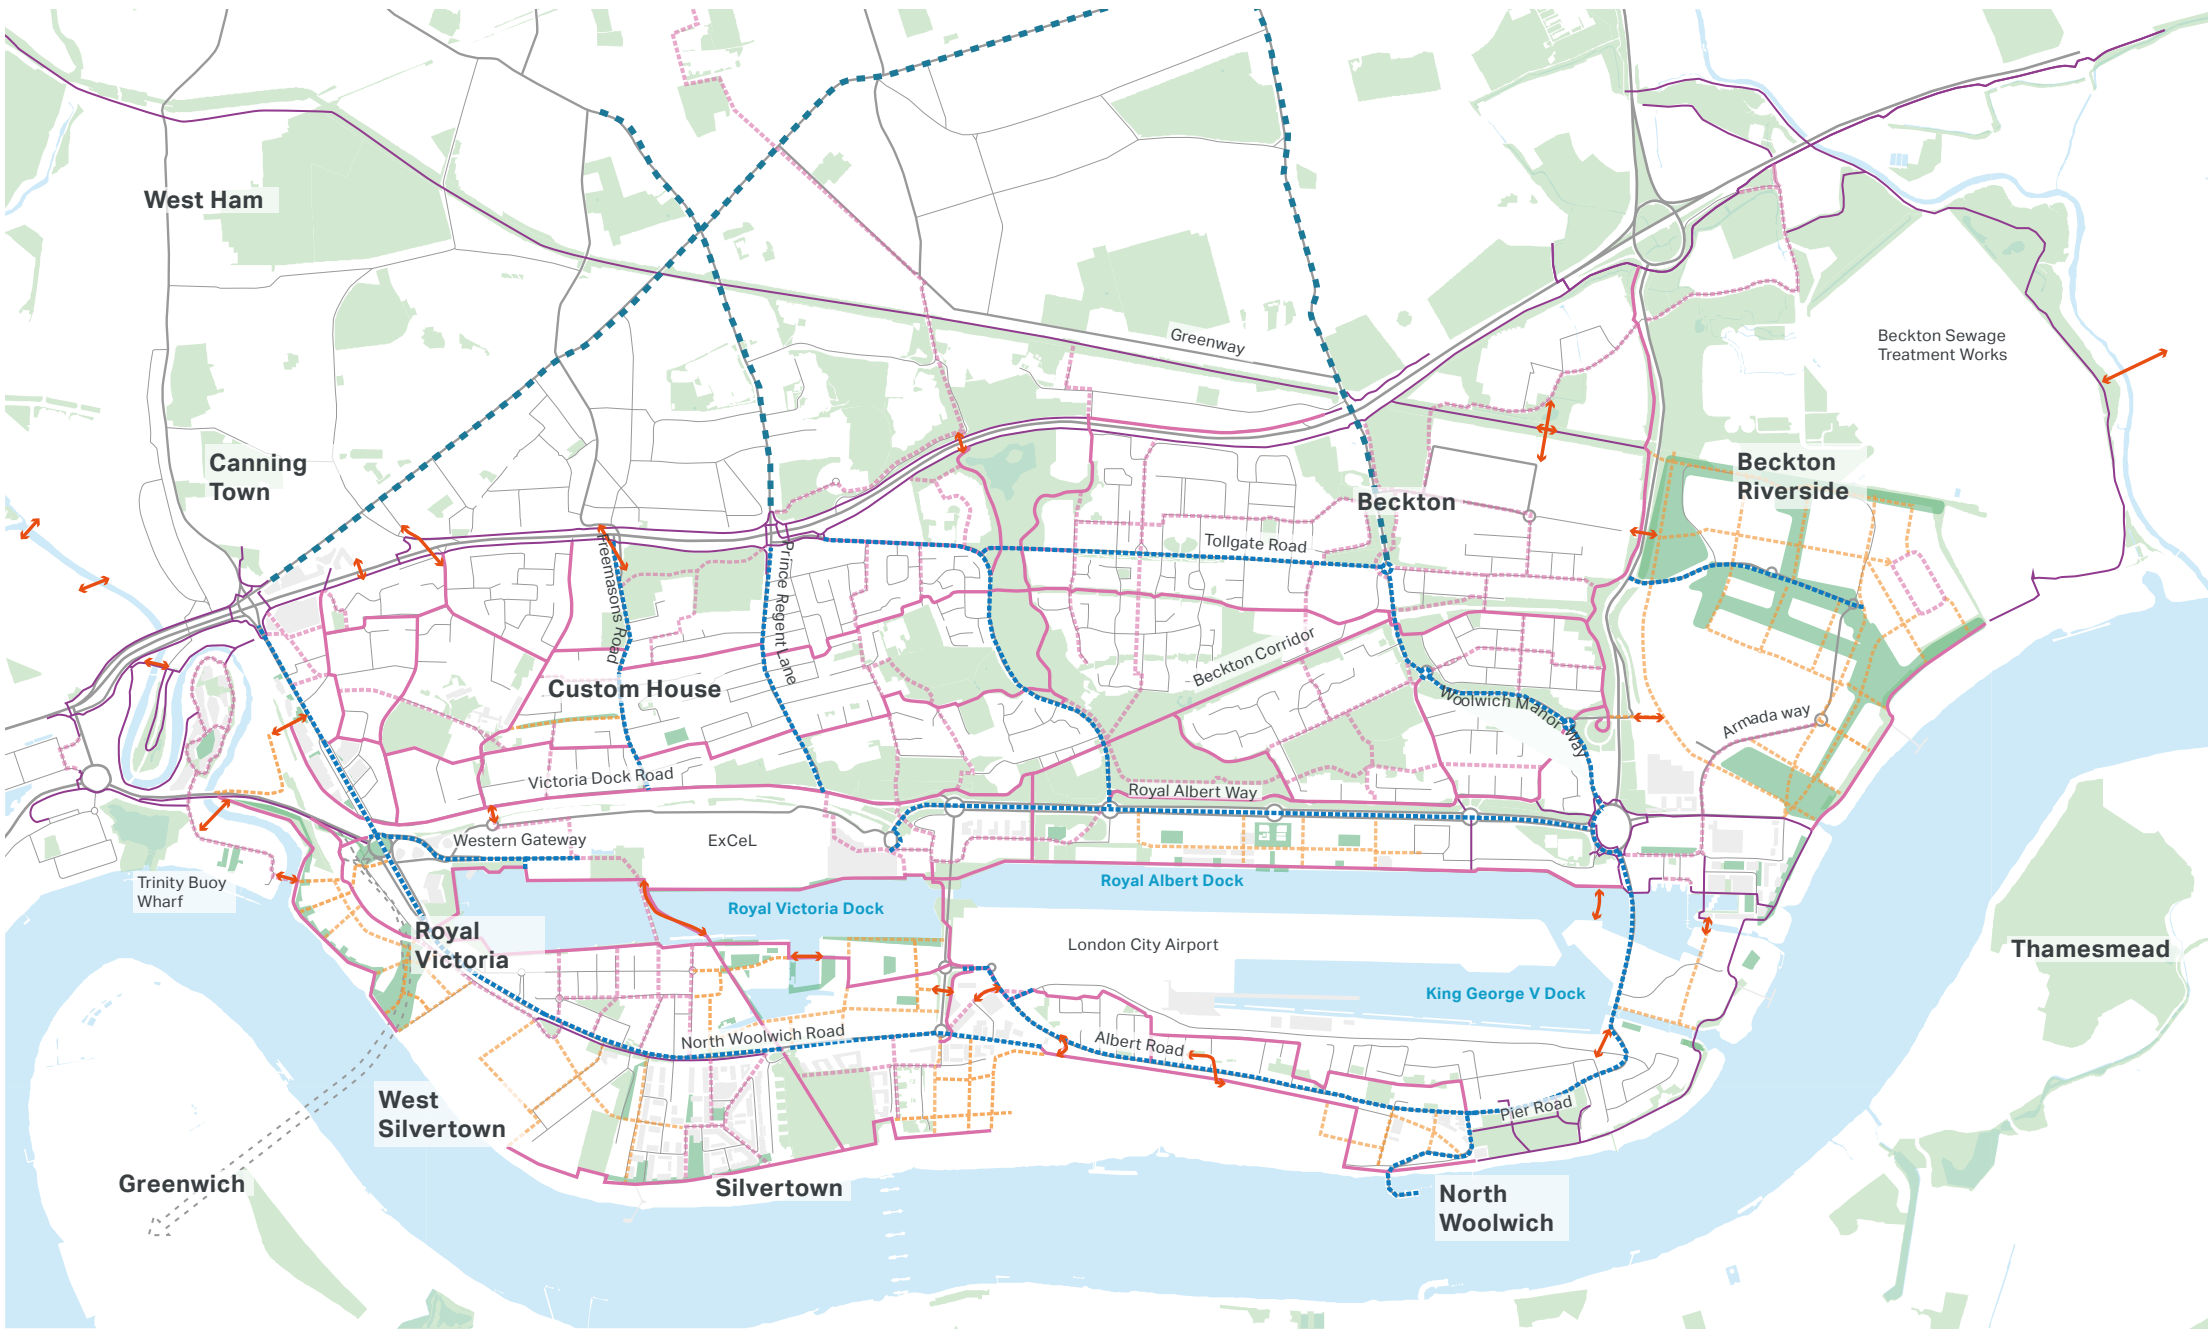 West Ham
Greenway
Beckton Sewage
Treatment Works
Canning
Town
Beckton
Riverside
Beckton
Tollgate Road
Freemasons Road
Prince Regent Lane
Beckton Corridor
Custom House
Woolwich Manor Way
Armada way
Victoria Dock Road
Royal Albert Way
Western Gateway
ExCeL
Trinity Buoy
Wharf
Royal Albert Dock
Royal Victoria Dock
Royal
Victoria
London City Airport
Thamesmead
King George V Dock
North Woolwich Road
Albert Road
West
Silvertown
Pier Road
Greenwich
Silvertown
North
Woolwich